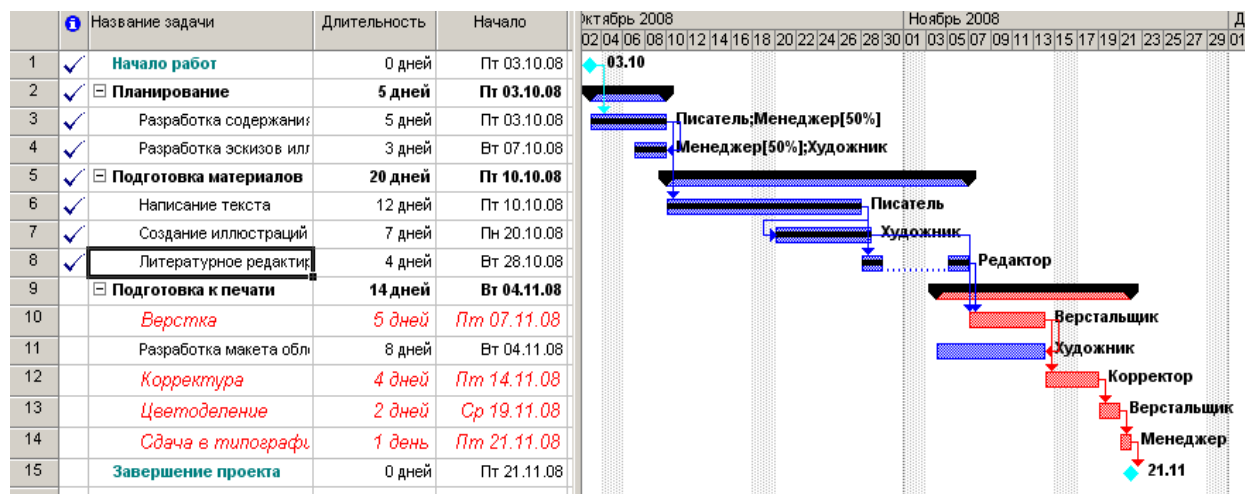 Название задачи Длительность Начало Октябрь 2008 Ноябрь 2008 Д
02 04 06 08 10 12 14 16 18 20 22 24 26 28 30 01 03 05 07 09 11 13 15 17 19 21 23 25 27 29 01
1 Начало работ 0 дней Пт 03.10.08 03.10
2 Планирование 5 дней Пт 03.10.08
3 Разработка содержания 5 дней Пт 03.10.08 Писатель;Менеджер[50%]
4 Разработка эскизов илл 3 дней Вт 07.10.08 Менеджер[50%];Художник
5 Подготовка материалов 20 дней Пт 10.10.08
6 Написание текста 12 дней Пт 10.10.08 Писатель
7 Создание иллюстраций 7 дней Пн 20.10.08 Художник
8 Литературное редактир 4 дней Вт 28.10.08 Редактор
9 Подготовка к печати 14 дней Вт 04.11.08
10 Верстка 5 дней Пт 07.11.08 Верстальщик
11 Разработка макета обл 8 дней Вт 04.11.08 Художник
12 Корректура 4 дней Пт 14.11.08 Корректор
13 Цветоделение 2 дней Ср 19.11.08 Верстальщик
14 Сдача в типографи 1 день Пт 21.11.08 Менеджер
15 Завершение проекта 0 дней Пт 21.11.08 21.11